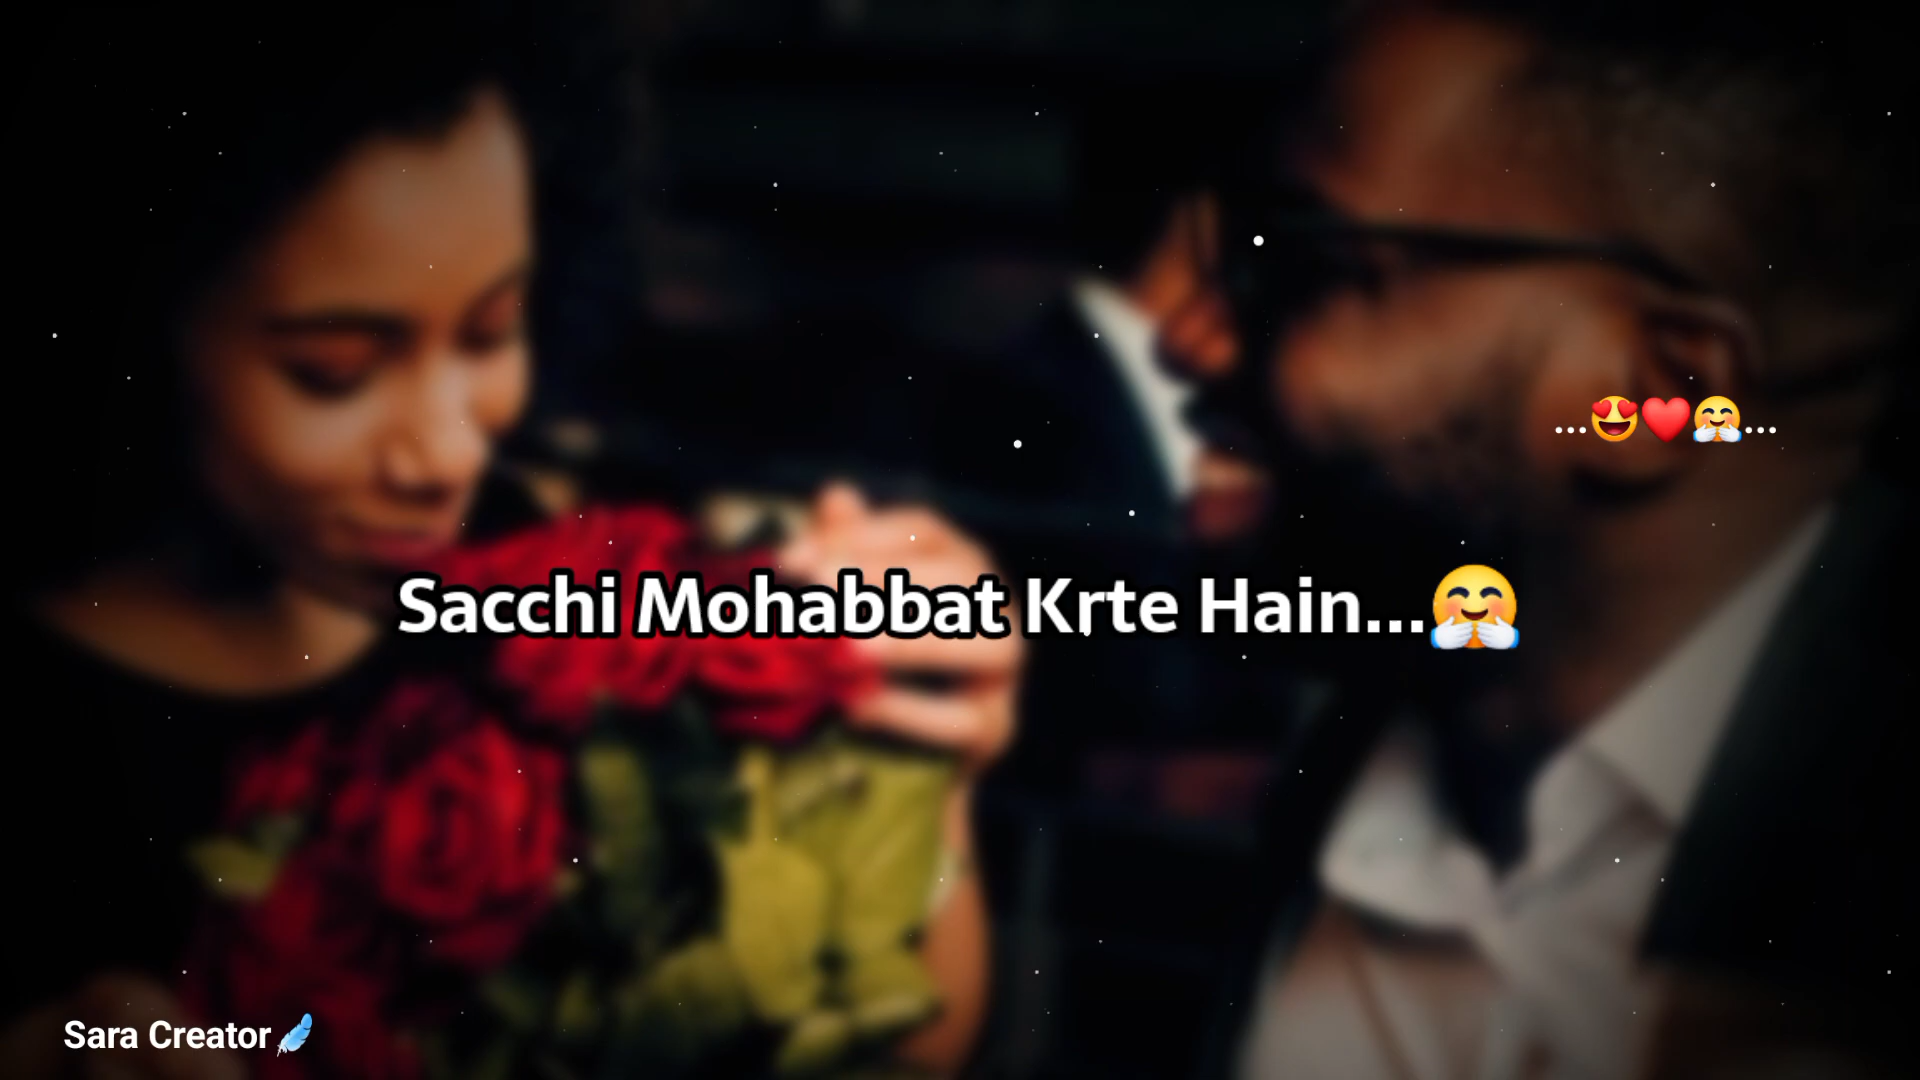 ...😍❤️🤗...
Sacchi Mohabbat Krte Hain...🤗
Sara Creator🪶